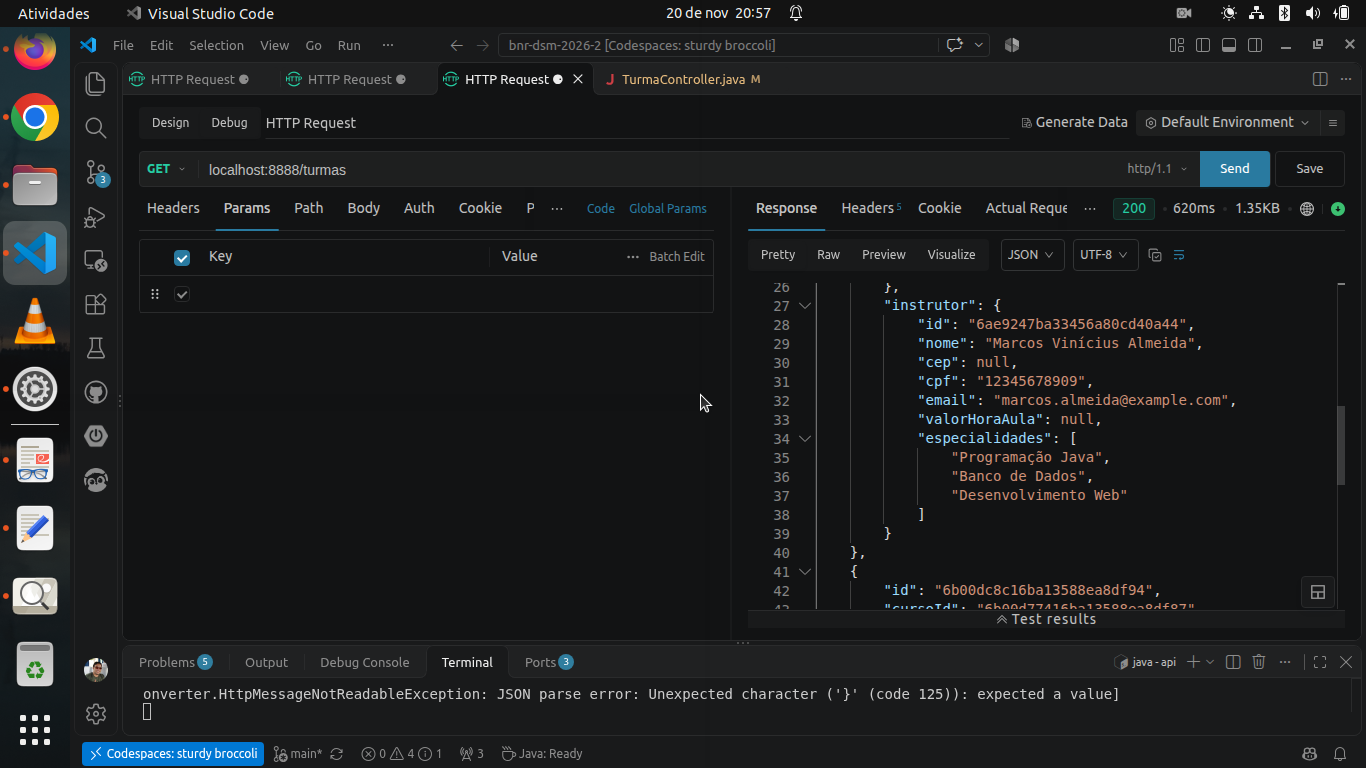 Atividades
Visual Studio Code
20 de nov 20:57
File Edit Selection View Go Run ···
bnr-dsm-2026-2 [Codespaces: sturdy broccoli]
HTTP Request
HTTP Request
HTTP Request
TurmaController.java M
Design Debug HTTP Request
Generate Data Default Environment
GET localhost:8888/turmas http/1.1 Send Save
Headers Params Path Body Auth Cookie P ··· Code Global Params
Key Value ··· Batch Edit
Response Headers 5 Cookie Actual Reque ··· 200 620ms 1.35KB
Pretty Raw Preview Visualize JSON UTF-8
26 },
27 "instrutor": {
28 "id": "6ae9247ba33456a80cd40a44",
29 "nome": "Marcos Vinícius Almeida",
30 "cep": null,
31 "cpf": "12345678909",
32 "email": "marcos.almeida@example.com",
33 "valorHoraAula": null,
34 "especialidades": [
35 "Programação Java",
36 "Banco de Dados",
37 "Desenvolvimento Web"
38 ]
39 }
40 },
41 {
42 "id": "6b00dc8c16ba13588ea8df94",
43 "cursoId": "6b00d77416ba13588ea8df87"
Test results
3
Problems 5 Output Debug Console Terminal Ports 3
java - api
onverter.HttpMessageNotReadableException: JSON parse error: Unexpected character ('}' (code 125)): expected a value]
Codespaces: sturdy broccoli main* 0 4 1 3 Java: Ready